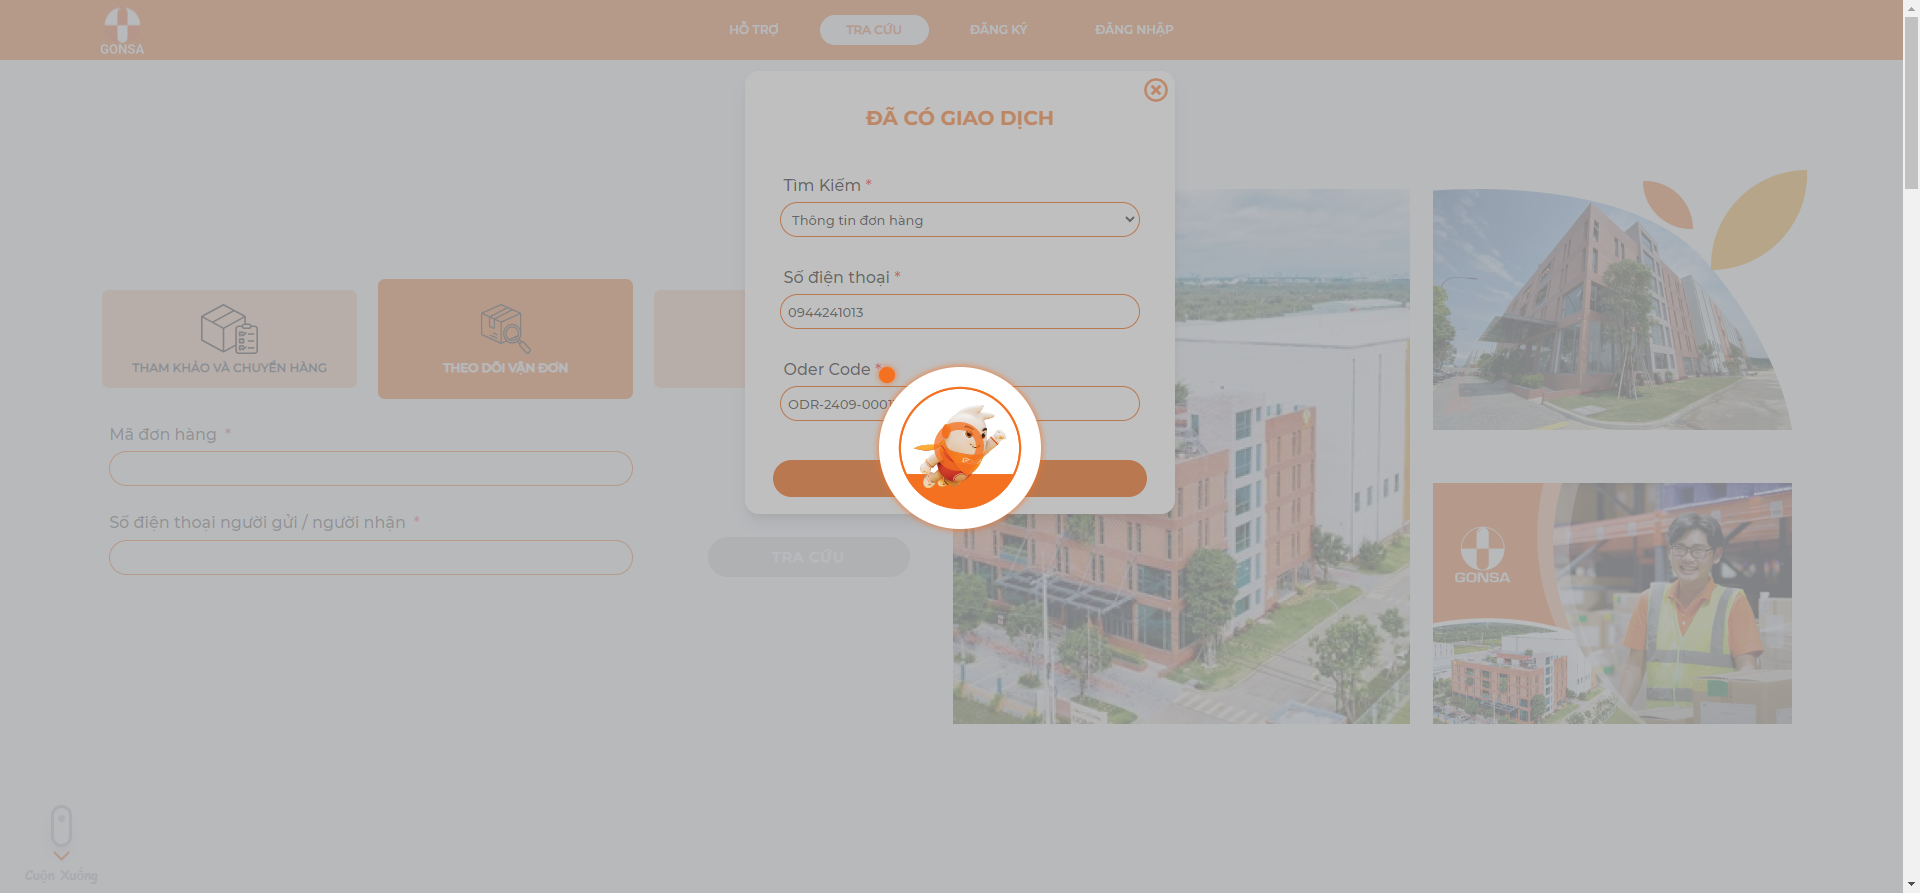 GONSA
HỖ TRỢ
TRA CỨU
ĐĂNG KÝ
ĐĂNG NHẬP
ĐÃ CÓ GIAO DỊCH
Tìm Kiếm *
Thông tin đơn hàng
Số điện thoại *
0944241013
Oder Code *
ODR-2409-0001
THAM KHẢO VÀ CHUYỂN HÀNG
THEO DÕI VẬN ĐƠN
Mã đơn hàng *
Số điện thoại người gửi / người nhận *
TRA CỨU
GONSA
Cuộn Xuống